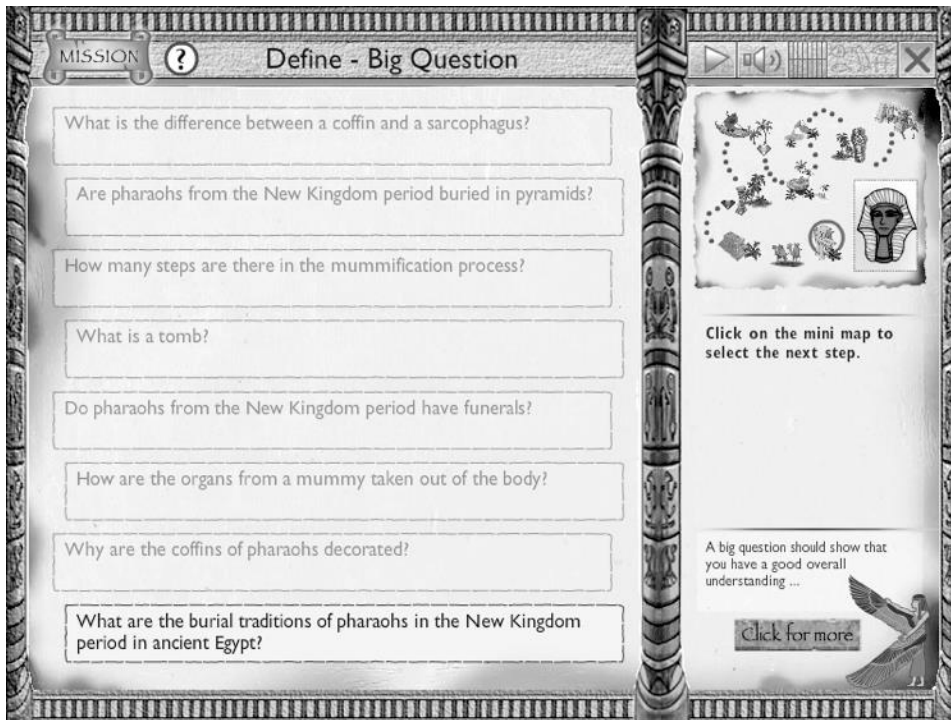 MISSION
?
Define - Big Question
What is the difference between a coffin and a sarcophagus?
Are pharaohs from the New Kingdom period buried in pyramids?
How many steps are there in the mummification process?
What is a tomb?
Do pharaohs from the New Kingdom period have funerals?
How are the organs from a mummy taken out of the body?
Why are the coffins of pharaohs decorated?
What are the burial traditions of pharaohs in the New Kingdom
period in ancient Egypt?
Click on the mini map to
select the next step.
A big question should show that
you have a good overall
understanding ...
Click for more